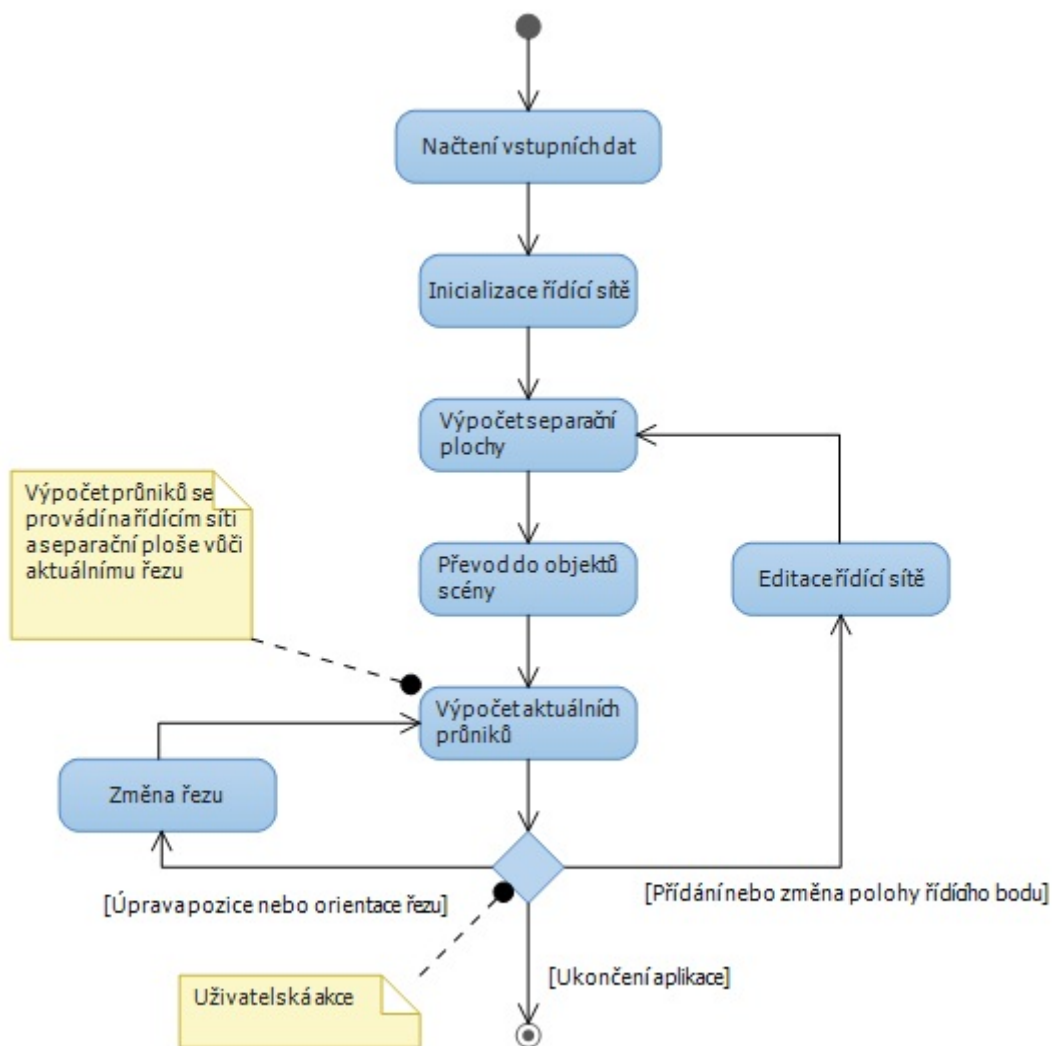 Načtení vstupních dat
Inicializace řídící sítě
Výpočet separační
plochy
Výpočet průniků se
provádí na řídícím síti
a separační ploše vůči
aktuálnímu řezu
Převod do objektů
scény
Editace řídící sítě
Výpočet aktuálních
průniků
Změna řezu
[Úprava pozice nebo orientace řezu]
[Přídání nebo změna polohy řídícího bodu]
[Ukončení aplikace]
Uživatelská akce